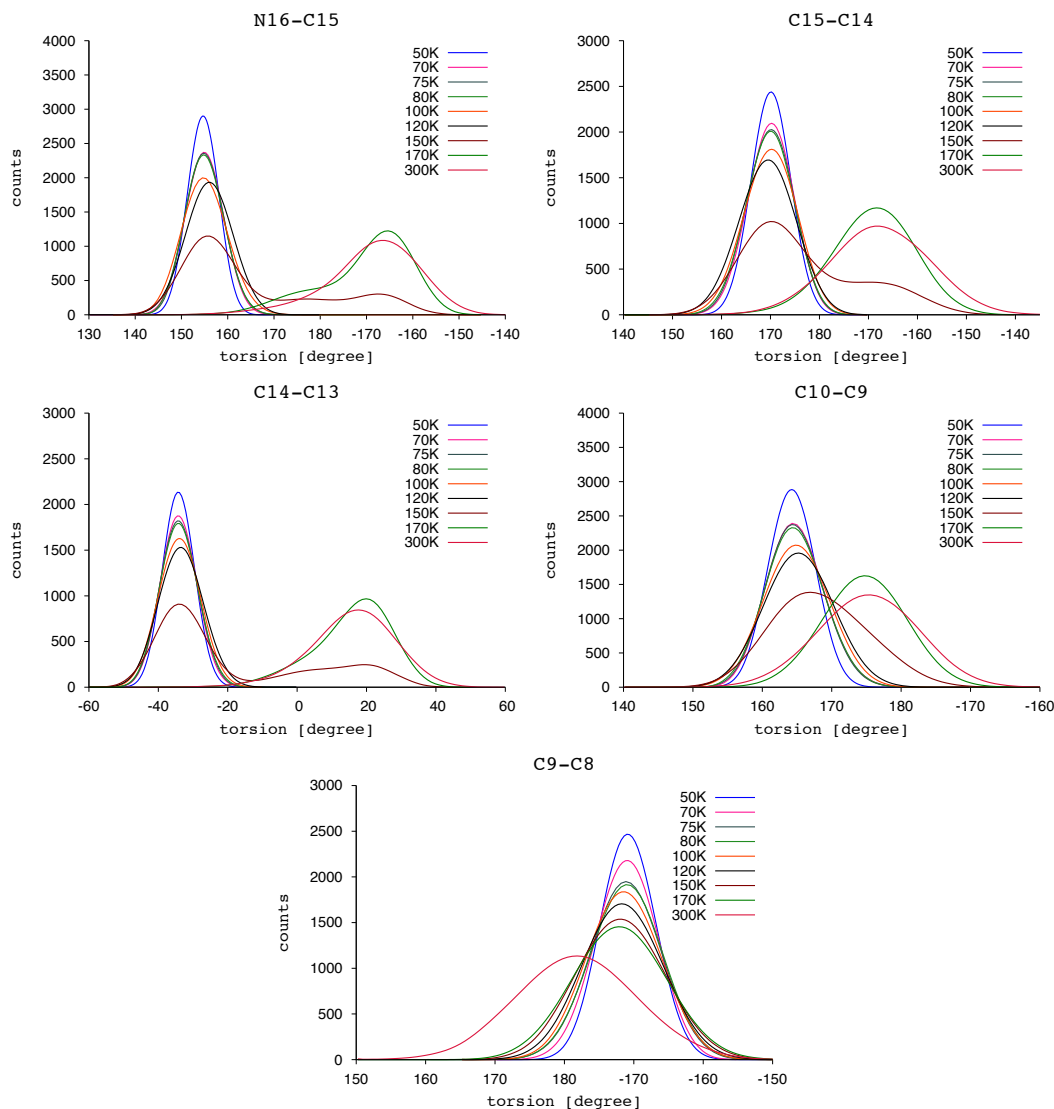 N16-C15
4000
3500
3000
2500
2000
1500
1000
500
0
counts
50K
70K
75K
80K
100K
120K
150K
170K
300K
130 140 150 160 170 180 -170 -160 -150 -140
torsion [degree]
C15-C14
3000
2500
2000
1500
1000
500
0
counts
50K
70K
75K
80K
100K
120K
150K
170K
300K
140 150 160 170 180 -170 -160 -150 -140
torsion [degree]
C14-C13
3000
2500
2000
1500
1000
500
0
counts
50K
70K
75K
80K
100K
120K
150K
170K
300K
-60 -40 -20 0 20 40 60
torsion [degree]
C10-C9
4000
3500
3000
2500
2000
1500
1000
500
0
counts
50K
70K
75K
80K
100K
120K
150K
170K
300K
140 150 160 170 180 -170 -160
torsion [degree]
C9-C8
3000
2500
2000
1500
1000
500
0
counts
50K
70K
75K
80K
100K
120K
150K
170K
300K
150 160 170 180 -170 -160 -150
torsion [degree]